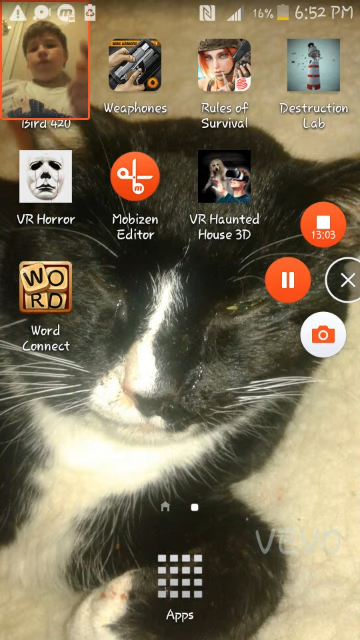 16% 6:52 PM
Bird 420
Weaphones
Rules of
Survival
Destruction
Lab
VR Horror
Mobizen
Editor
VR Haunted
House 3D
13:03
WORD
Word
Connect
VEVO
Apps